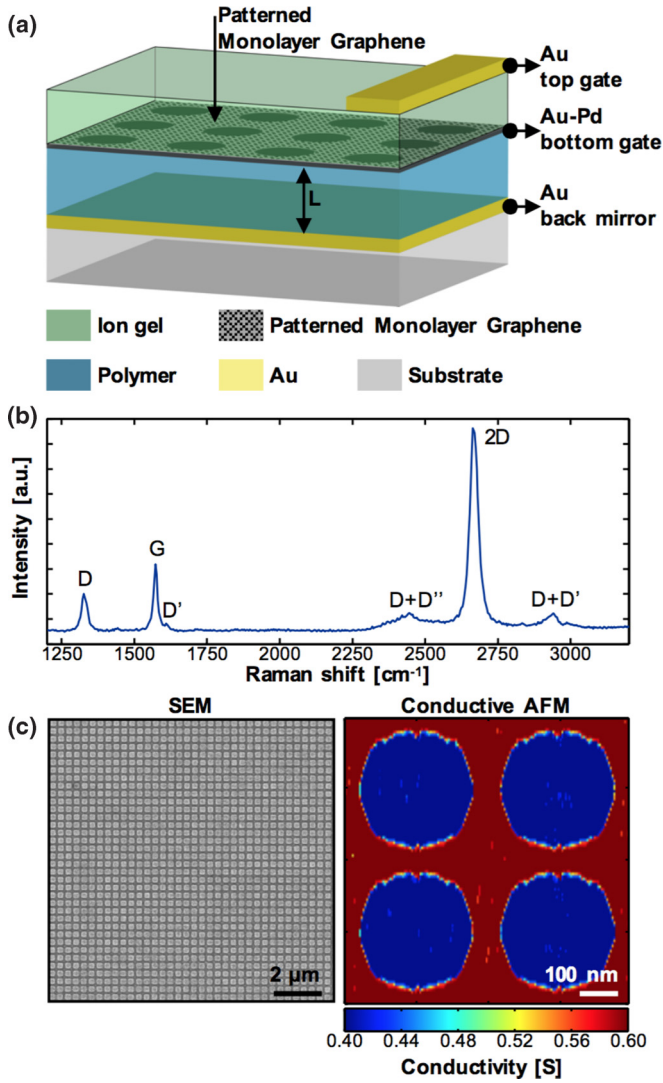 (a)
Patterned
Monolayer Graphene
Au
top gate
Au-Pd
bottom gate
L
Au
back mirror
Ion gel
Patterned Monolayer Graphene
Polymer
Au
Substrate
(b)
Intensity [a.u.]
D
G
D'
D+D''
2D
D+D'
1250 1500 1750 2000 2250 2500 2750 3000
Raman shift [cm-1]
(c)
SEM
Conductive AFM
2 µm
100 nm
0.40 0.44 0.48 0.52 0.56 0.60
Conductivity [S]